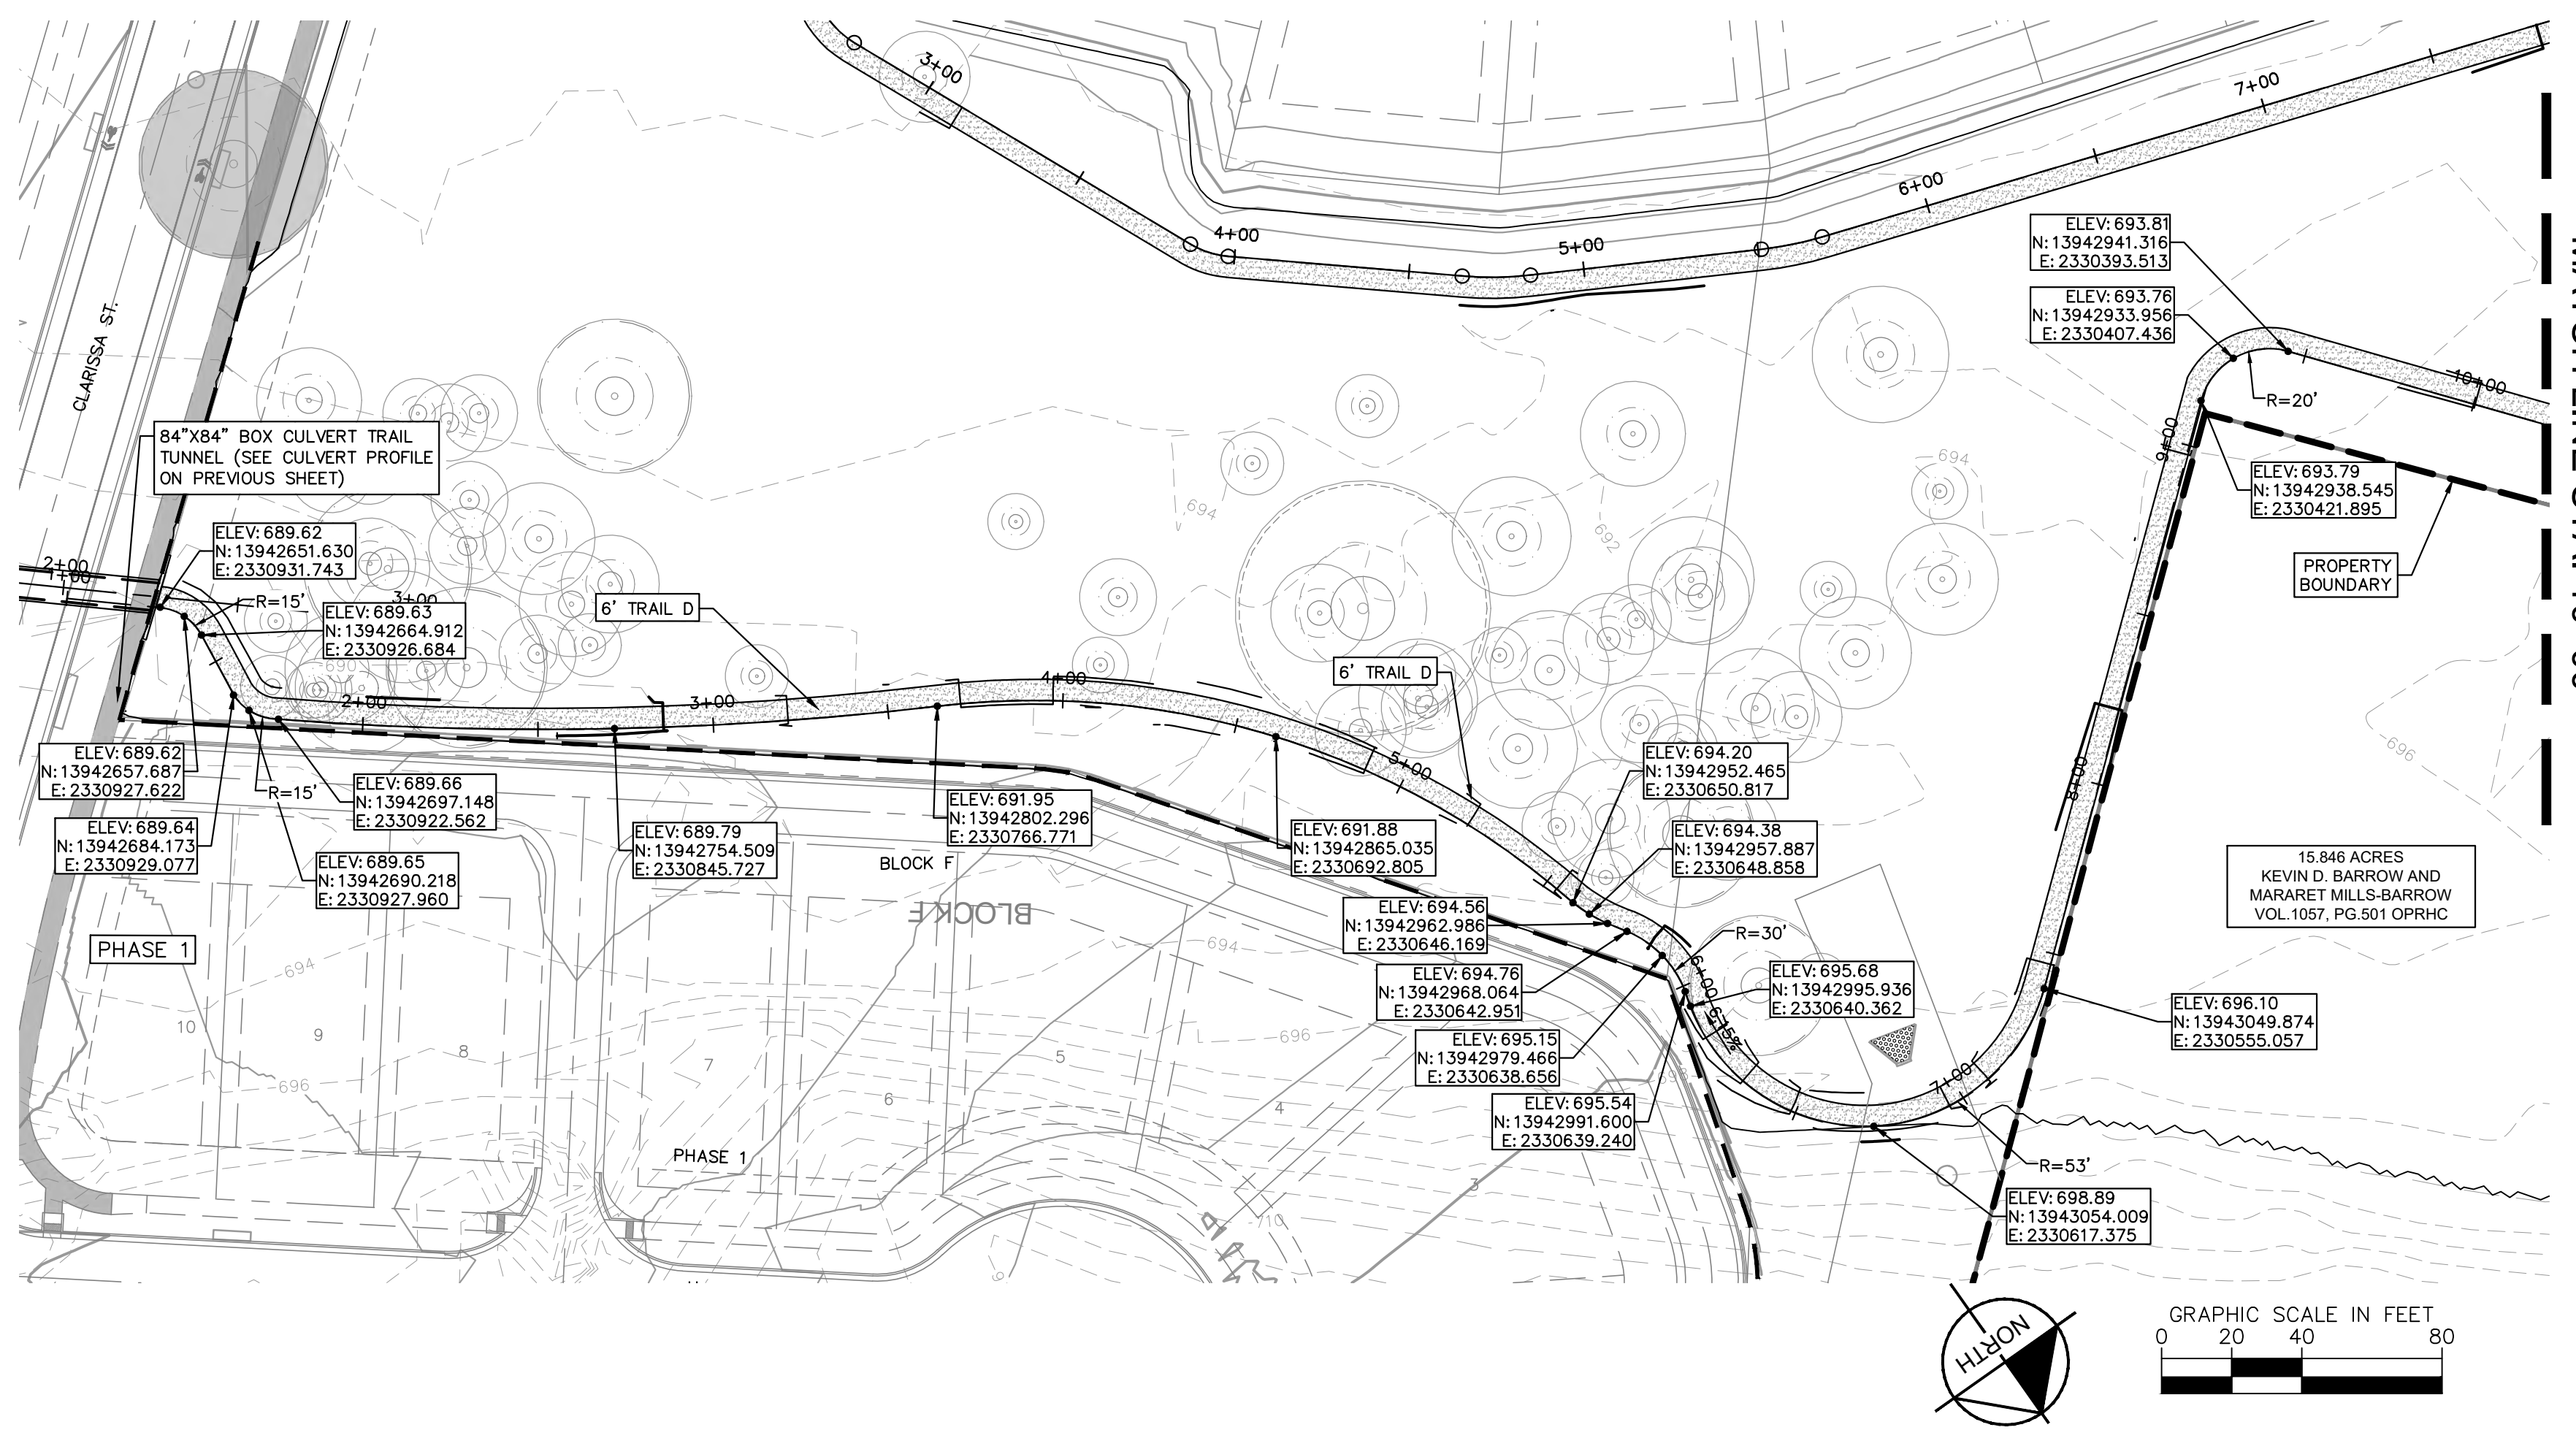 3+00
7+00
6+00
4+00
5+00
ELEV: 693.81
N: 13942941.316
E: 2330393.513
ELEV: 693.76
N: 13942933.956
E: 2330407.436
CLARISSA ST.
10+00
R=20'
84"X84" BOX CULVERT TRAIL
TUNNEL (SEE CULVERT PROFILE
ON PREVIOUS SHEET)
9+00
694
694
ELEV: 693.79
N: 13942938.545
E: 2330421.895
692
PROPERTY
BOUNDARY
ELEV: 689.62
N: 13942651.630
E: 2330931.743
2+00
1+00
R=15'
3+00
ELEV: 689.63
N: 13942664.912
E: 2330926.684
6' TRAIL D
690
6' TRAIL D
4+00
2+00
3+00
696
ELEV: 689.62
N: 13942657.687
E: 2330927.622
R=15'
ELEV: 689.66
N: 13942697.148
E: 2330922.562
5+00
8+00
ELEV: 694.20
N: 13942952.465
E: 2330650.817
ELEV: 691.95
N: 13942802.296
E: 2330766.771
ELEV: 689.64
N: 13942684.173
E: 2330929.077
ELEV: 689.65
N: 13942690.218
E: 2330927.960
ELEV: 689.79
N: 13942754.509
E: 2330845.727
BLOCK F
ELEV: 691.88
N: 13942865.035
E: 2330692.805
ELEV: 694.38
N: 13942957.887
E: 2330648.858
15.846 ACRES
KEVIN D. BARROW AND
MARARET MILLS-BARROW
VOL.1057, PG.501 OPRHC
BLOCK F
ELEV: 694.56
N: 13942962.986
E: 2330646.169
R=30'
PHASE 1
694
694
6+00
ELEV: 694.76
N: 13942968.064
E: 2330642.951
ELEV: 695.68
N: 13942995.936
E: 2330640.362
6.15%
ELEV: 696.10
N: 13943049.874
E: 2330555.057
10
9
8
7
5
696
ELEV: 695.15
N: 13942979.466
E: 2330638.656
696
6
4
7+00
ELEV: 695.54
N: 13942991.600
E: 2330639.240
PHASE 1
3
R=53'
ELEV: 698.89
N: 13943054.009
E: 2330617.375
10
NORTH
GRAPHIC SCALE IN FEET
0 20 40 80